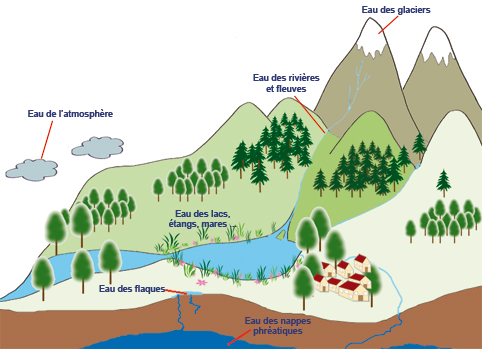 Eau des glaciers
Eau des rivières
et fleuves
Eau de l'atmosphère
Eau des lacs,
étangs, mares ...
Eau des flaques
Eau des nappes
phréatiques